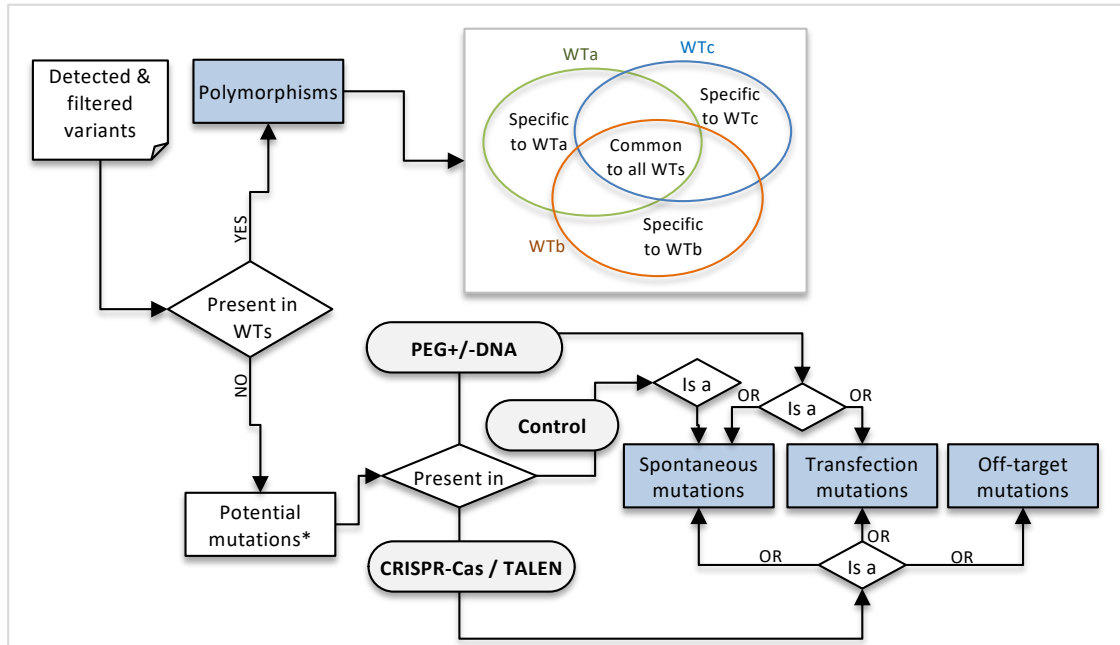 Detected &
filtered
variants
Polymorphisms
WTa
WTc
Specific
to WTa
Specific
to WTc
Common
to all WTs
Specific
to WTb
WTb
YES
Present in
WTs
NO
Potential
mutations*
PEG+/-DNA
Control
Present in
CRISPR-Cas / TALEN
Is a
OR
Is a
OR
Spontaneous
mutations
Transfection
mutations
Off-target
mutations
OR
OR
Is a
OR